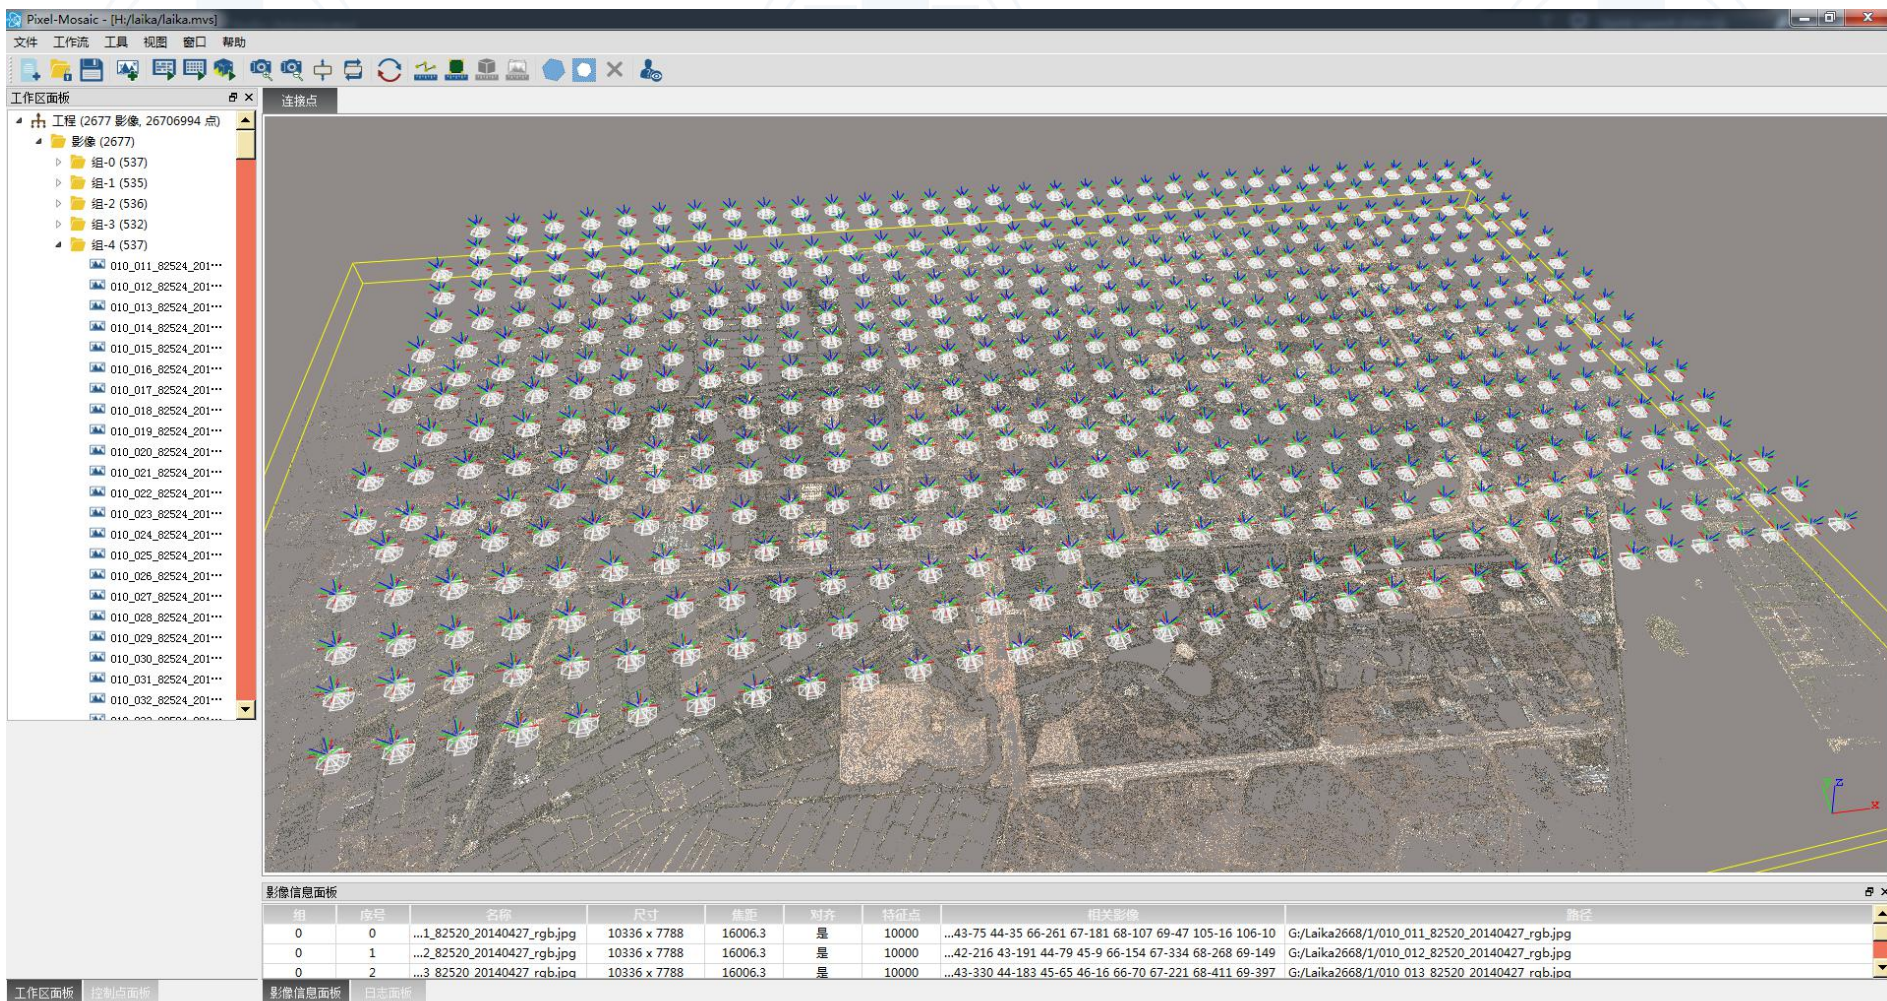 Pixel-Mosaic - [H:/laika/laika.mvs]
文件 工作流 工具 视图 窗口 帮助
工作区面板
连接点
工程 (2677 影像, 26706994 点)
影像 (2677)
组-0 (537)
组-1 (535)
组-2 (536)
组-3 (532)
组-4 (537)
010_011_82524_201···
010_012_82524_201···
010_013_82524_201···
010_014_82524_201···
010_015_82524_201···
010_016_82524_201···
010_017_82524_201···
010_018_82524_201···
010_019_82524_201···
010_020_82524_201···
010_021_82524_201···
010_022_82524_201···
010_023_82524_201···
010_024_82524_201···
010_025_82524_201···
010_026_82524_201···
010_027_82524_201···
010_028_82524_201···
010_029_82524_201···
010_030_82524_201···
010_031_82524_201···
010_032_82524_201···
Z
X
影像信息面板
组 序号 名称 尺寸 焦距 对齐 特征点 相关影像 路径
0 0 ...1_82520_20140427_rgb.jpg 10336 x 7788 16006.3 是 10000 ...43-75 44-35 66-261 67-181 68-107 69-47 105-16 106-10 G:/Laika2668/1/010_011_82520_20140427_rgb.jpg
0 1 ...2_82520_20140427_rgb.jpg 10336 x 7788 16006.3 是 10000 ...42-216 43-191 44-79 45-9 66-154 67-334 68-268 69-149 G:/Laika2668/1/010_012_82520_20140427_rgb.jpg
0 2 ...3_82520_20140427_rgb.jpg 10336 x 7788 16006.3 是 10000 ...43-330 44-183 45-65 46-16 66-70 67-221 68-411 69-397 G:/Laika2668/1/010_013_82520_20140427_rgb.jpg
工作区面板 控制点面板 影像信息面板 日志面板